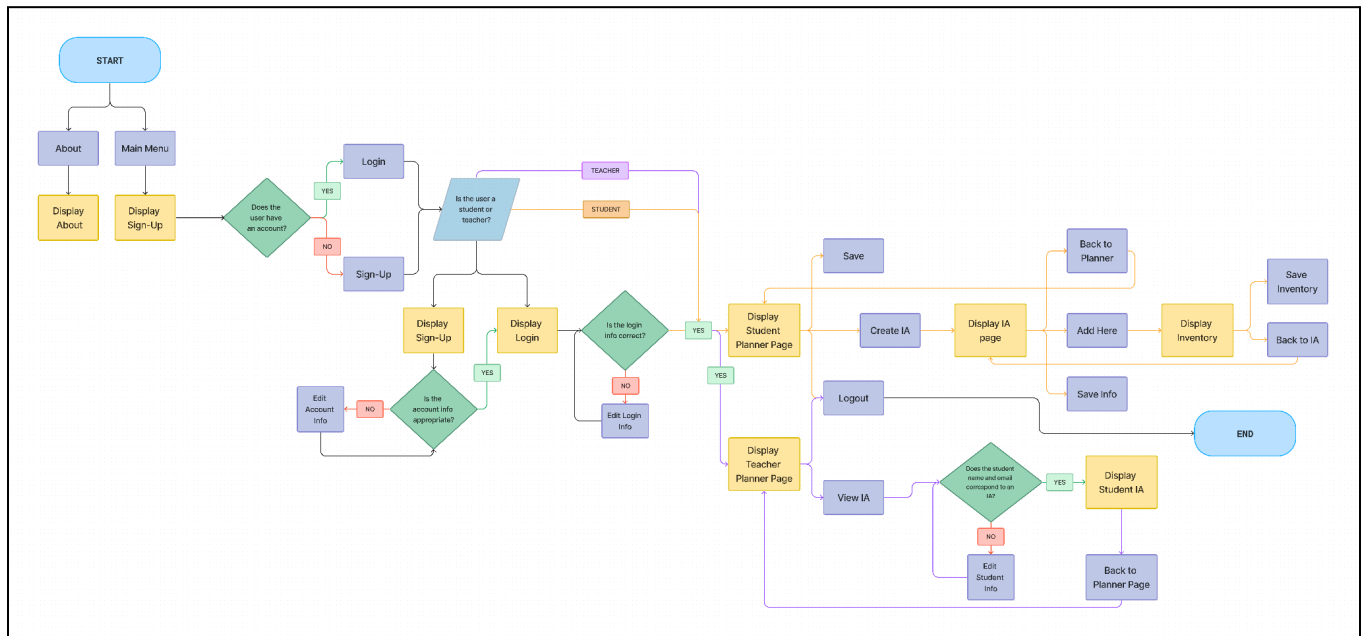 START
About
Main Menu
Display
About
Display
Sign-Up
Does the
user have
an account?
YES
NO
Login
Sign-Up
Is the user a
student or
teacher?
TEACHER
STUDENT
Display
Sign-Up
Display
Login
Is the
account info
appropriate?
YES
NO
Edit
Account
Info
Is the login
info correct?
NO
Edit Login
Info
YES
YES
Display
Student
Planner Page
Save
Create IA
Logout
Display IA
page
Back to
Planner
Add Here
Save Info
Display
Inventory
Save
Inventory
Back to IA
END
Display
Teacher
Planner Page
View IA
Does the student
name and email
correspond to an
IA?
YES
NO
Edit
Student
Info
Display
Student IA
Back to
Planner Page